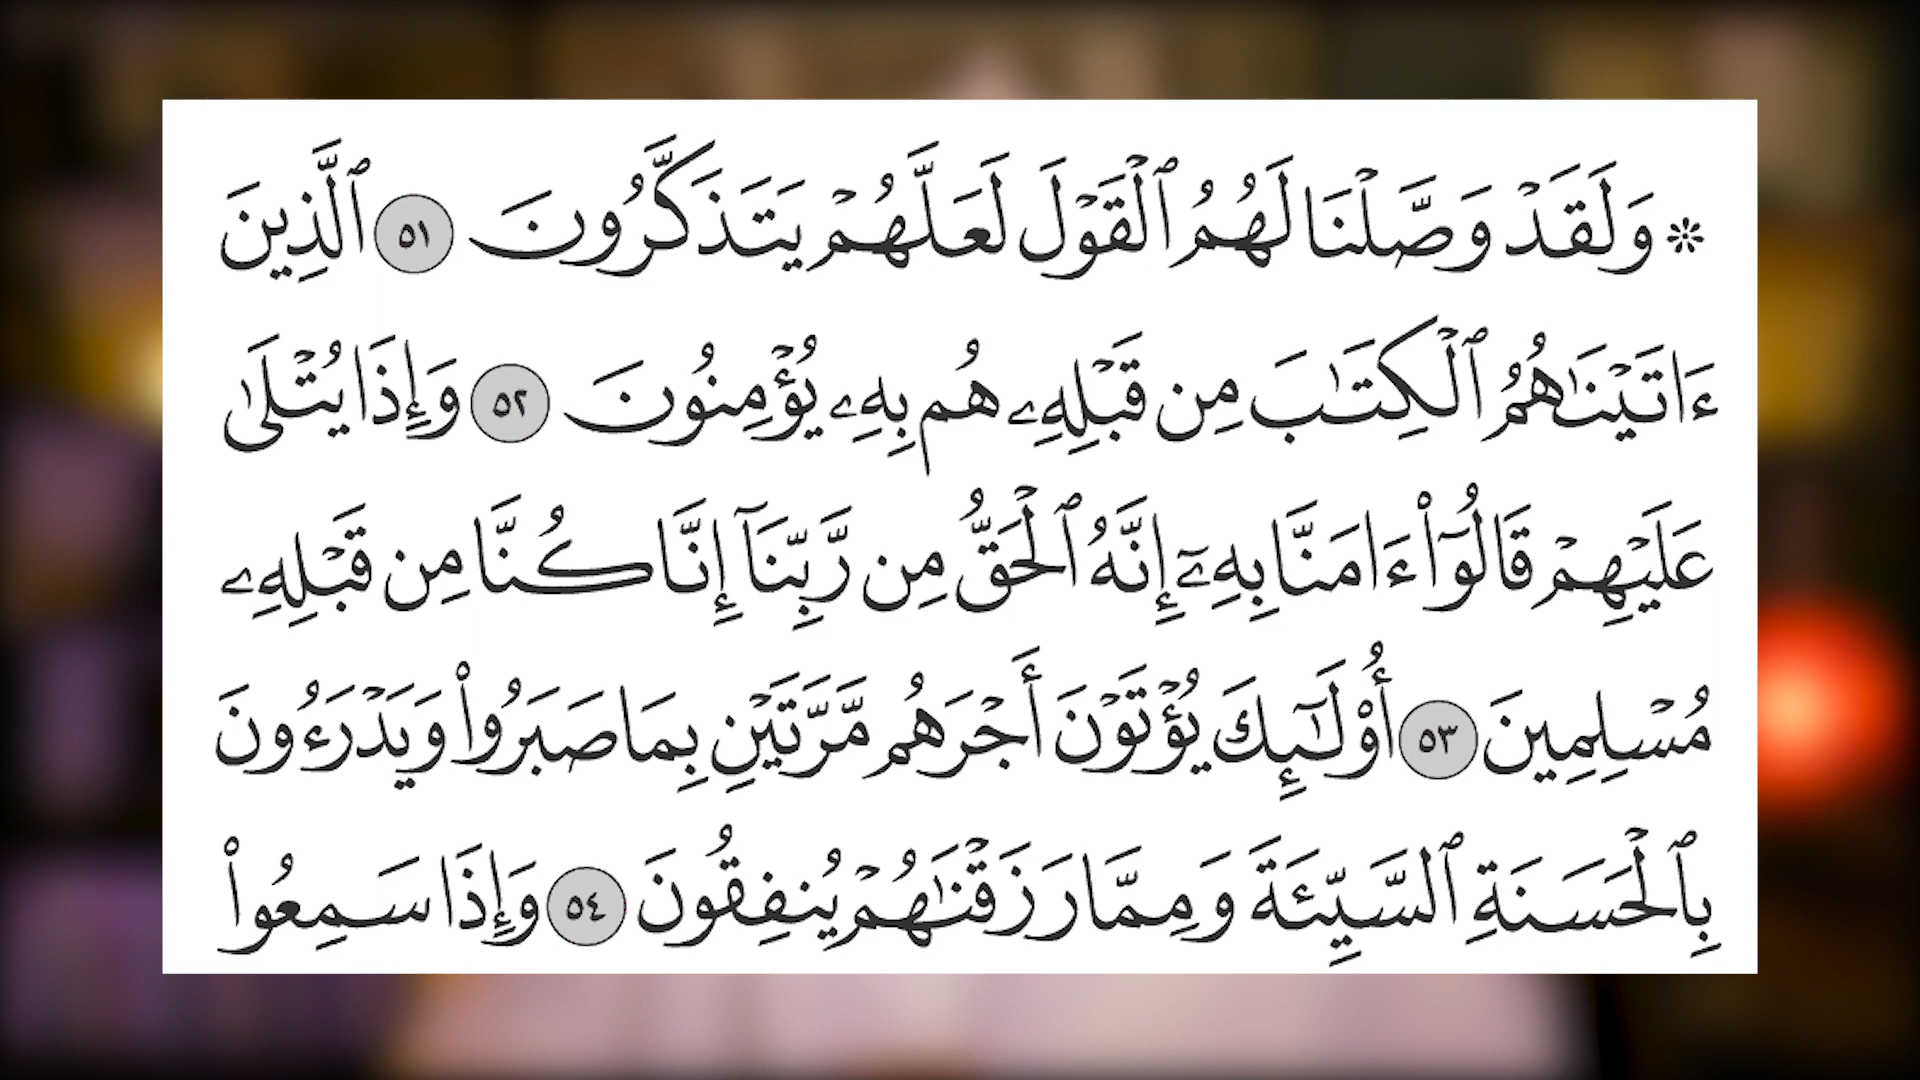 ۞ وَلَقَدۡ وَصَّلۡنَا لَهُمُ ٱلۡقَوۡلَ لَعَلَّهُمۡ يَتَذَكَّرُونَ ٥١ ٱلَّذِينَ
ءَاتَيۡنَٰهُمُ ٱلۡكِتَٰبَ مِن قَبۡلِهِۦ هُم بِهِۦ يُؤۡمِنُونَ ٥٢ وَإِذَا يُتۡلَىٰ
عَلَيۡهِمۡ قَالُوٓاْ ءَامَنَّا بِهِۦٓ إِنَّهُ ٱلۡحَقُّ مِن رَّبِّنَآ إِنَّا كُنَّا مِن قَبۡلِهِۦ
مُسۡلِمِينَ ٥٣ أُوْلَٰٓئِكَ يُؤۡتَوۡنَ أَجۡرَهُم مَّرَّتَيۡنِ بِمَا صَبَرُواْ وَيَدۡرَءُونَ
بِٱلۡحَسَنَةِ ٱلسَّيِّئَةَ وَمِمَّا رَزَقۡنَٰهُمۡ يُنفِقُونَ ٥٤ وَإِذَا سَمِعُواْ